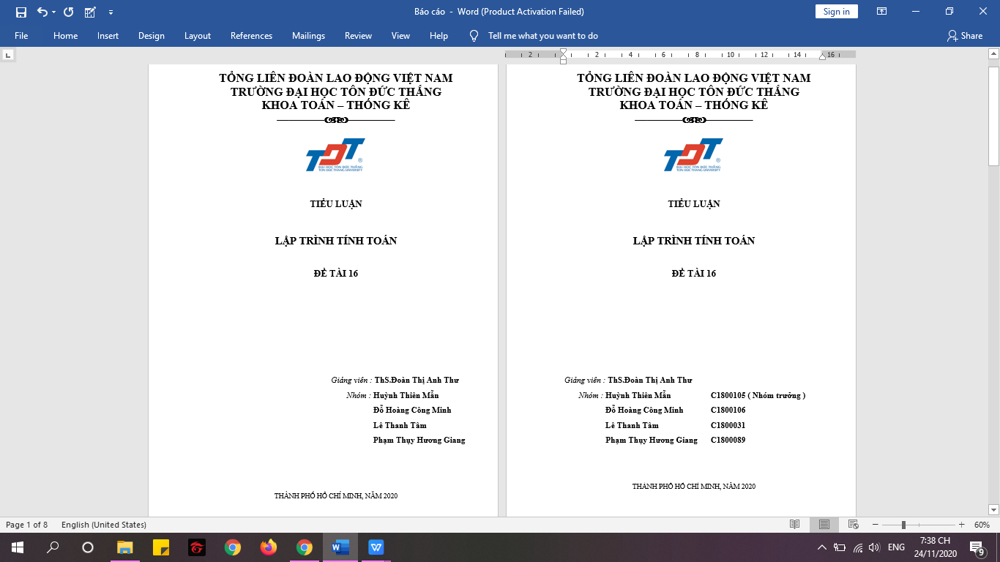 Báo cáo - Word (Product Activation Failed)
Sign in
File Home Insert Design Layout References Mailings Review View Help Tell me what you want to do Share
2 2 4 6 8 10 12 14 16
TỔNG LIÊN ĐOÀN LAO ĐỘNG VIỆT NAM
TRƯỜNG ĐẠI HỌC TÔN ĐỨC THẮNG
KHOA TOÁN – THỐNG KÊ
TDT
®
ĐẠI HỌC TÔN ĐỨC THẮNG
TON DUC THANG UNIVERSITY
TIỂU LUẬN
LẬP TRÌNH TÍNH TOÁN
ĐỀ TÀI 16
Giảng viên : ThS.Đoàn Thị Anh Thư
Nhóm : Huỳnh Thiên Mẫn
Đỗ Hoàng Công Minh
Lê Thanh Tâm
Phạm Thụy Hương Giang
THÀNH PHỐ HỒ CHÍ MINH, NĂM 2020
TỔNG LIÊN ĐOÀN LAO ĐỘNG VIỆT NAM
TRƯỜNG ĐẠI HỌC TÔN ĐỨC THẮNG
KHOA TOÁN – THỐNG KÊ
TDT
®
ĐẠI HỌC TÔN ĐỨC THẮNG
TON DUC THANG UNIVERSITY
TIỂU LUẬN
LẬP TRÌNH TÍNH TOÁN
ĐỀ TÀI 16
Giảng viên : ThS.Đoàn Thị Anh Thư
Nhóm : Huỳnh Thiên Mẫn C1800105 ( Nhóm trưởng )
Đỗ Hoàng Công Minh C1800106
Lê Thanh Tâm C1800031
Phạm Thụy Hương Giang C1800089
THÀNH PHỐ HỒ CHÍ MINH, NĂM 2020
Page 1 of 8 English (United States) 60%
ENG
7:38 CH
24/11/2020
9